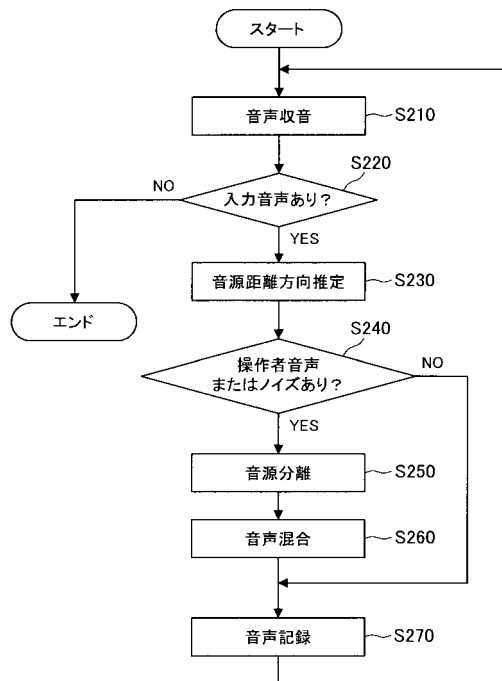 スタート
音声収音
S210
S220
入力音声あり?
NO
YES
音源距離方向推定
S230
エンド
S240
操作者音声
またはノイズあり?
NO
YES
音源分離
S250
音声混合
S260
音声記録
S270